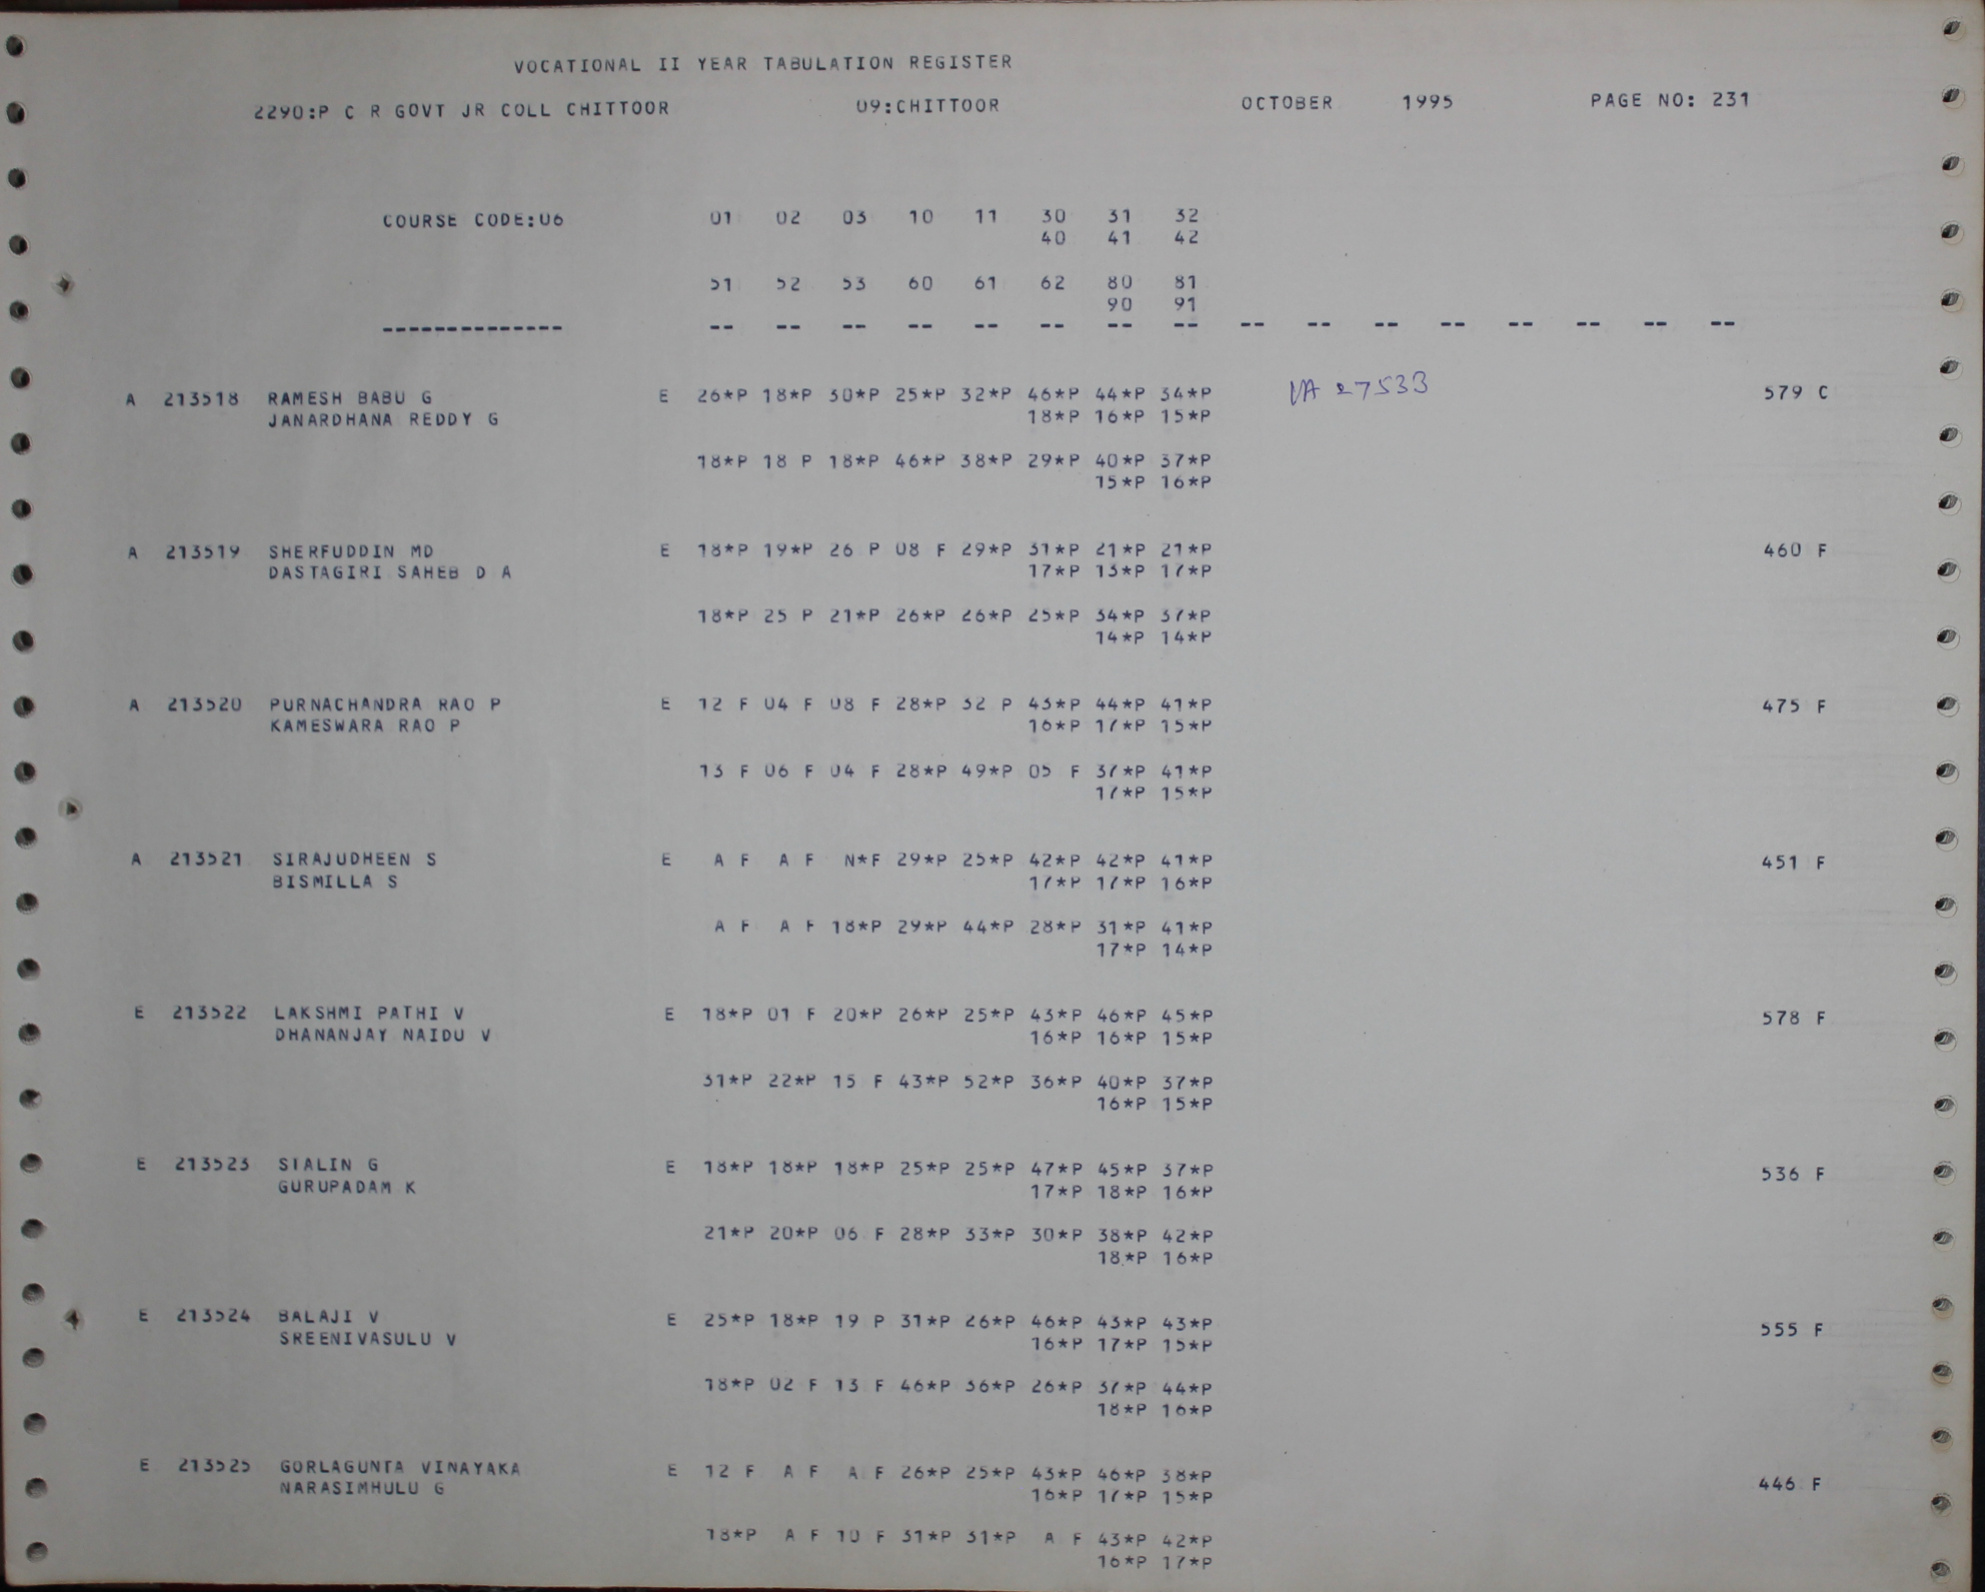 VOCATIONAL II YEAR TABULATION REGISTER
2290:P C R GOVT JR COLL CHITTOOR 09:CHITTOOR OCTOBER 1995 PAGE NO: 231
COURSE CODE:06 01 02 03 10 11 30 31 32
40 41 42
51 52 53 60 61 62 80 81
90 91
-------------- -- -- -- -- -- -- -- -- -- -- -- -- -- -- -- --
A 213518 RAMESH BABU G E 26*P 18*P 30*P 25*P 32*P 46*P 44*P 34*P VA 27533 579 C
JANARDHANA REDDY G 18*P 16*P 15*P
18*P 18 P 18*P 46*P 38*P 29*P 40*P 37*P
15*P 16*P
A 213519 SHERFUDDIN MD E 18*P 19*P 26 P 08 F 29*P 31*P 21*P 21*P 460 F
DASTAGIRI SAHEB D A 17*P 13*P 17*P
18*P 25 P 21*P 26*P 26*P 25*P 34*P 37*P
14*P 14*P
A 213520 PURNACHANDRA RAO P E 12 F 04 F 08 F 28*P 32 P 43*P 44*P 41*P 475 F
KAMESWARA RAO P 16*P 17*P 15*P
13 F 06 F 04 F 28*P 49*P 05 F 37*P 41*P
17*P 15*P
A 213521 SIRAJUDHEEN S E A F A F N*F 29*P 25*P 42*P 42*P 41*P 451 F
BISMILLA S 17*P 17*P 16*P
A F A F 18*P 29*P 44*P 28*P 31*P 41*P
17*P 14*P
E 213522 LAKSHMI PATHI V E 18*P 01 F 20*P 26*P 25*P 43*P 46*P 45*P 578 F
DHANANJAY NAIDU V 16*P 16*P 15*P
31*P 22*P 15 F 43*P 52*P 36*P 40*P 37*P
16*P 15*P
E 213523 STALIN G E 18*P 18*P 18*P 25*P 25*P 47*P 45*P 37*P 536 F
GURUPADAM K 17*P 18*P 16*P
21*P 20*P 06 F 28*P 33*P 30*P 38*P 42*P
18*P 16*P
E 213524 BALAJI V E 25*P 18*P 19 P 31*P 26*P 46*P 43*P 43*P 555 F
SREENIVASULU V 16*P 17*P 15*P
18*P 02 F 13 F 46*P 36*P 26*P 37*P 44*P
18*P 16*P
E 213525 GORLAGUNTA VINAYAKA E 12 F A F A F 26*P 25*P 43*P 46*P 38*P 446 F
NARASIMHULU G 16*P 17*P 15*P
18*P A F 10 F 31*P 31*P A F 43*P 42*P
16*P 17*P